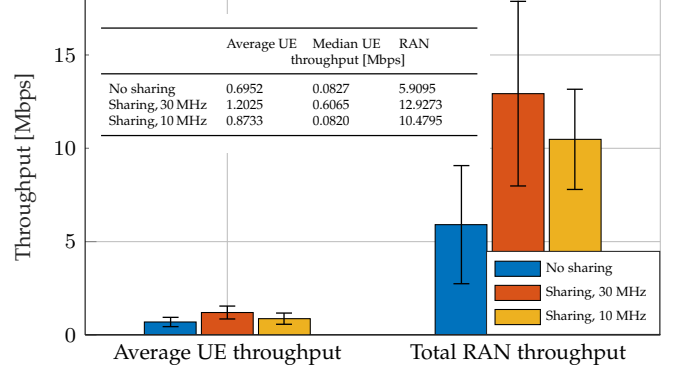 Average UE Median UE RAN
throughput [Mbps]
No sharing 0.6952 0.0827 5.9095
Sharing, 30 MHz 1.2025 0.6065 12.9273
Sharing, 10 MHz 0.8733 0.0820 10.4795
Throughput [Mbps]
15
10
5
0
No sharing
Sharing, 30 MHz
Sharing, 10 MHz
Average UE throughput Total RAN throughput